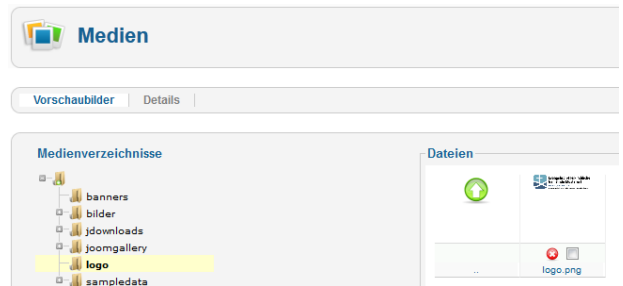 Medien
Vorschaubilder
Details
Medienverzeichnisse
banners
bilder
jdownloads
joomgallery
logo
sampledata
Dateien
..
logo.png